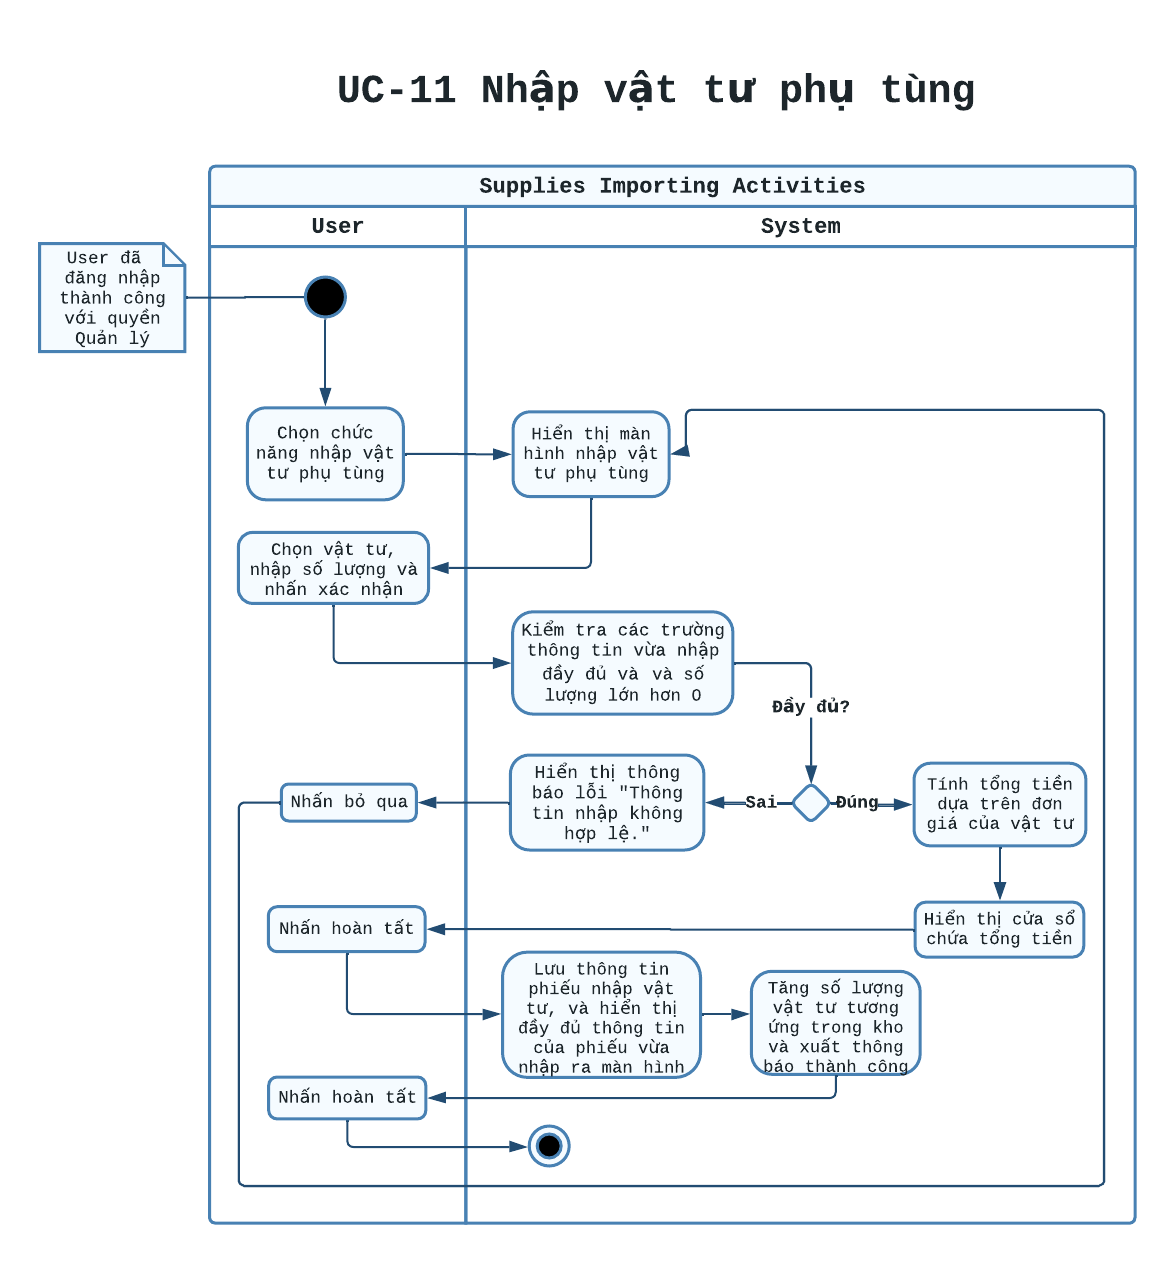 UC-11 Nhập vật tư phụ tùng
Supplies Importing Activities
User
System
User đã
đăng nhập
thành công
với quyền
Quản lý
Chọn chức
năng nhập vật
tư phụ tùng
Hiển thị màn
hình nhập vật
tư phụ tùng
Chọn vật tư,
nhập số lượng và
nhấn xác nhận
Kiểm tra các trường
thông tin vừa nhập
đầy đủ và và số
lượng lớn hơn 0
Đầy đủ?
Nhấn bỏ qua
Hiển thị thông
báo lỗi "Thông
tin nhập không
hợp lệ."
Sai
Đúng
Tính tổng tiền
dựa trên đơn
giá của vật tư
Nhấn hoàn tất
Hiển thị cửa sổ
chứa tổng tiền
Lưu thông tin
phiếu nhập vật
tư, và hiển thị
đầy đủ thông tin
của phiếu vừa
nhập ra màn hình
Tăng số lượng
vật tư tương
ứng trong kho
và xuất thông
báo thành công
Nhấn hoàn tất